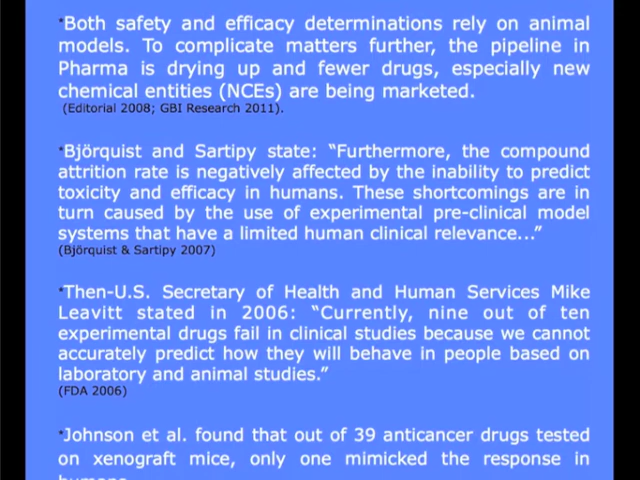 •Both safety and efficacy determinations rely on animal
models. To complicate matters further, the pipeline in
Pharma is drying up and fewer drugs, especially new
chemical entities (NCEs) are being marketed.
(Editorial 2008; GBI Research 2011).
•Björquist and Sartipy state: “Furthermore, the compound
attrition rate is negatively affected by the inability to predict
toxicity and efficacy in humans. These shortcomings are in
turn caused by the use of experimental pre-clinical model
systems that have a limited human clinical relevance...”
(Björquist & Sartipy 2007)
•Then-U.S. Secretary of Health and Human Services Mike
Leavitt stated in 2006: “Currently, nine out of ten
experimental drugs fail in clinical studies because we cannot
accurately predict how they will behave in people based on
laboratory and animal studies.”
(FDA 2006)
•Johnson et al. found that out of 39 anticancer drugs tested
on xenograft mice, only one mimicked the response in